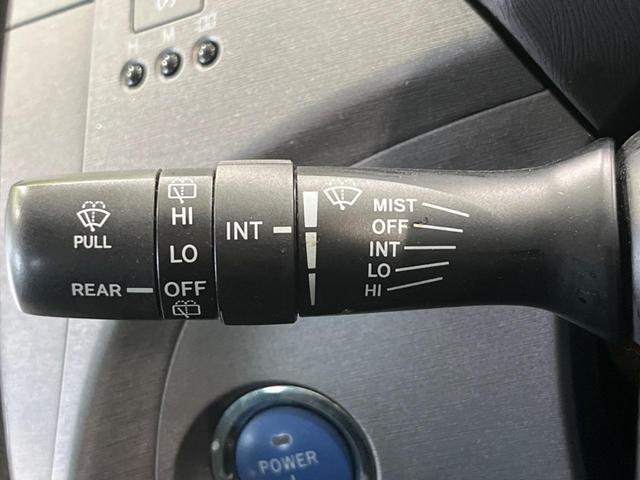 H M
PULL
REAR
HI
LO
OFF
INT
MIST
OFF
INT
LO
HI
POWER